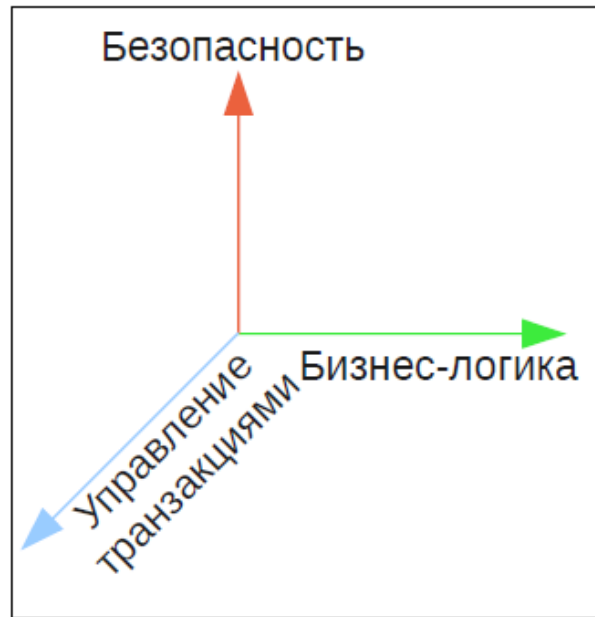 Безопасность
Бизнес-логика
Управление
транзакциями